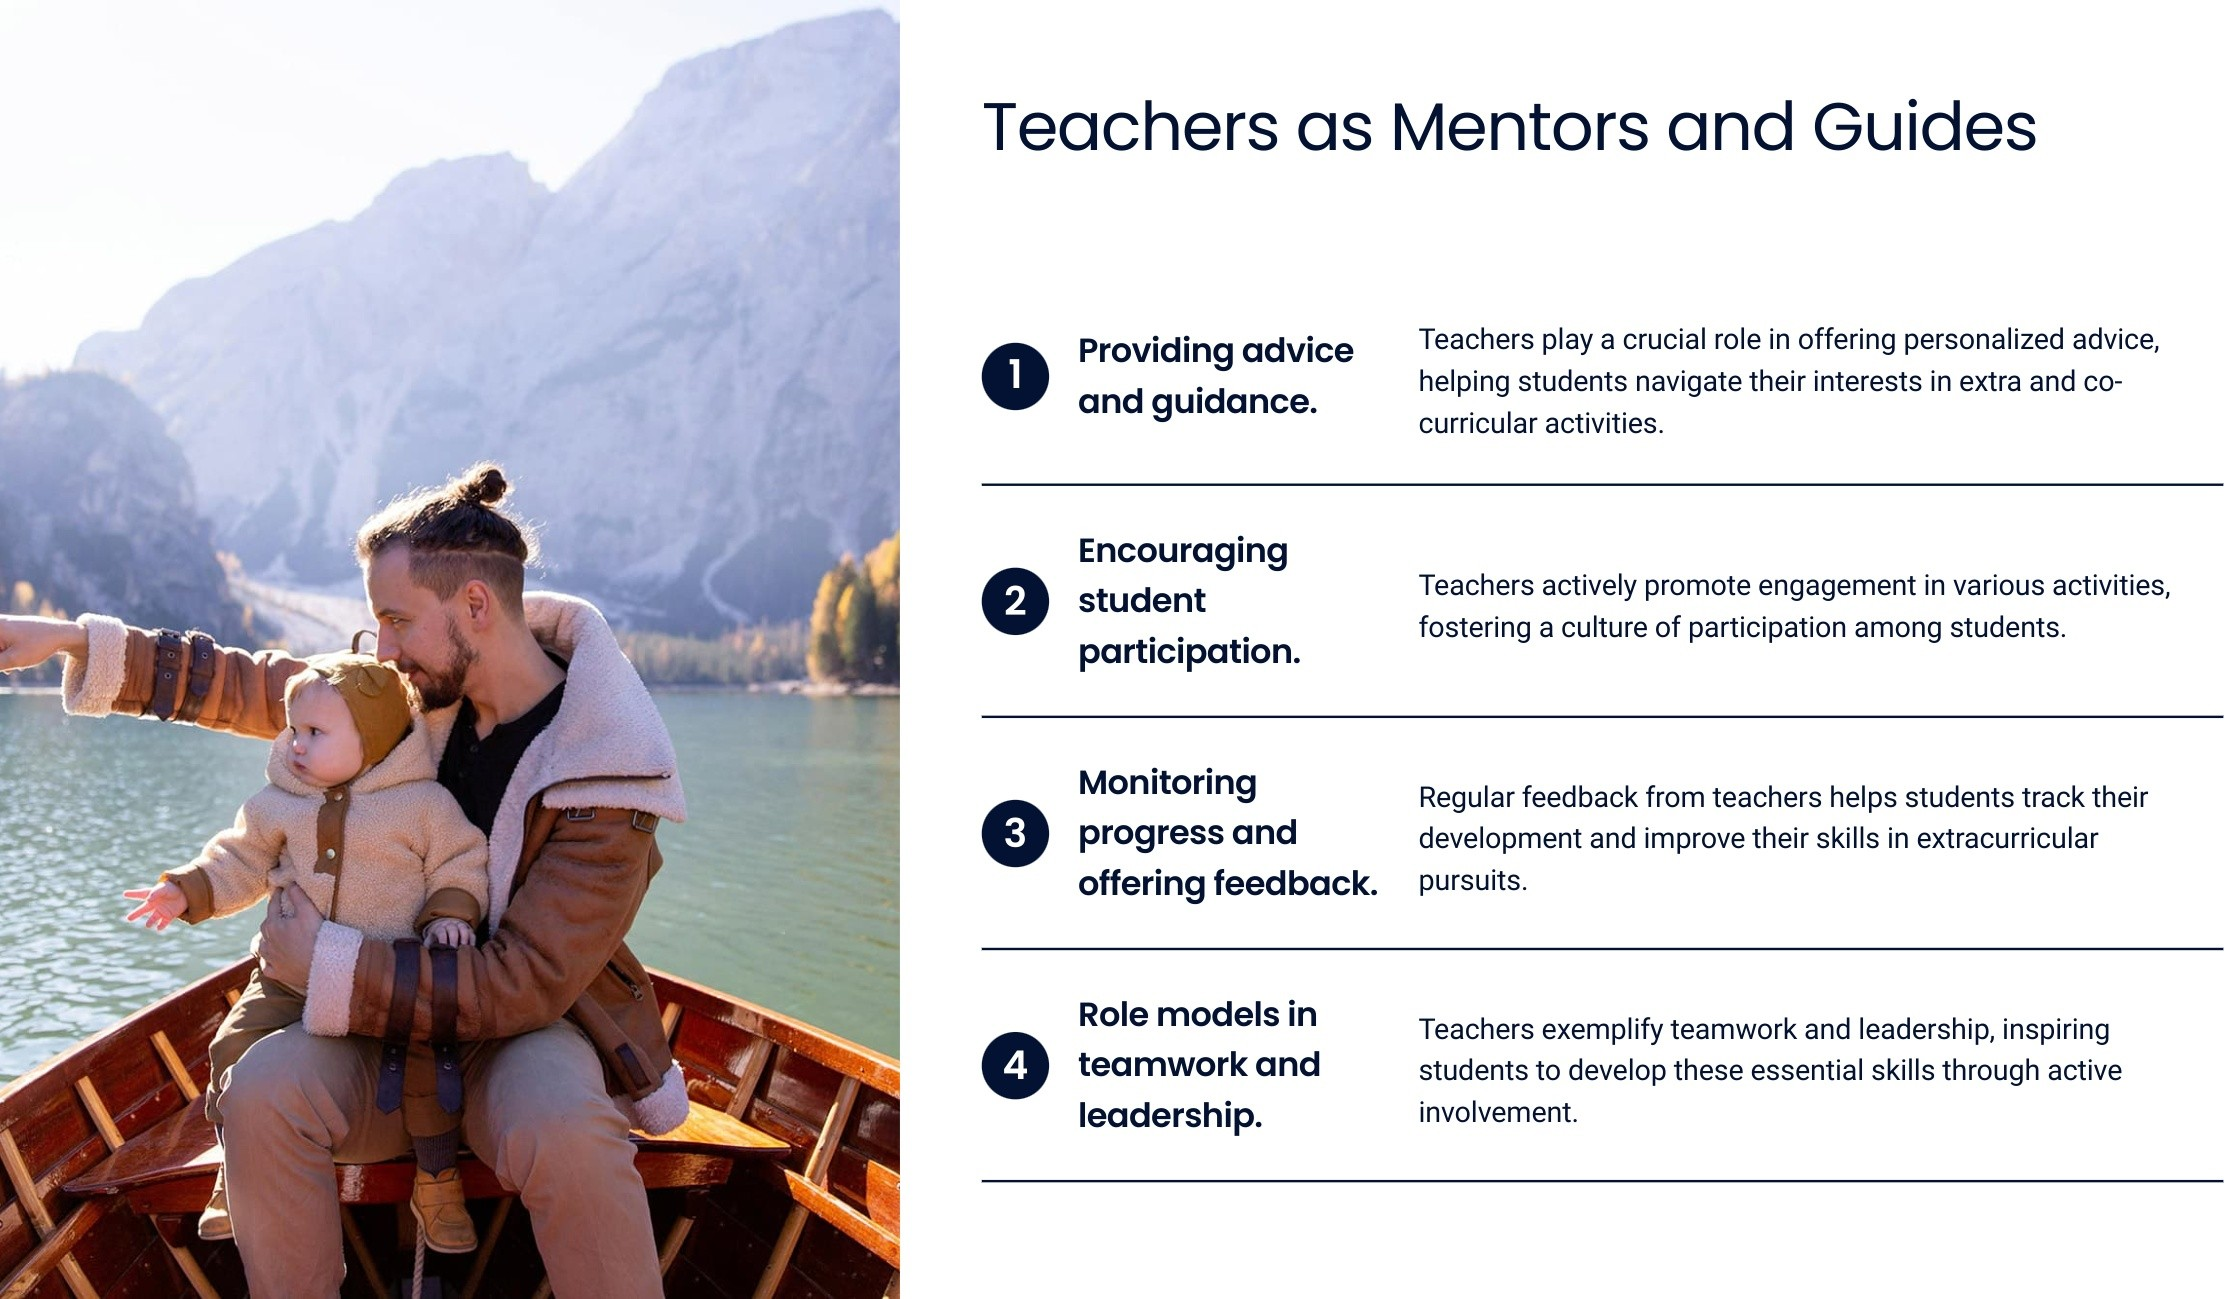 Teachers as Mentors and Guides
1
Providing advice
and guidance.
Teachers play a crucial role in offering personalized advice,
helping students navigate their interests in extra and co-
curricular activities.
2
Encouraging
student
participation.
Teachers actively promote engagement in various activities,
fostering a culture of participation among students.
3
Monitoring
progress and
offering feedback.
Regular feedback from teachers helps students track their
development and improve their skills in extracurricular
pursuits.
4
Role models in
teamwork and
leadership.
Teachers exemplify teamwork and leadership, inspiring
students to develop these essential skills through active
involvement.